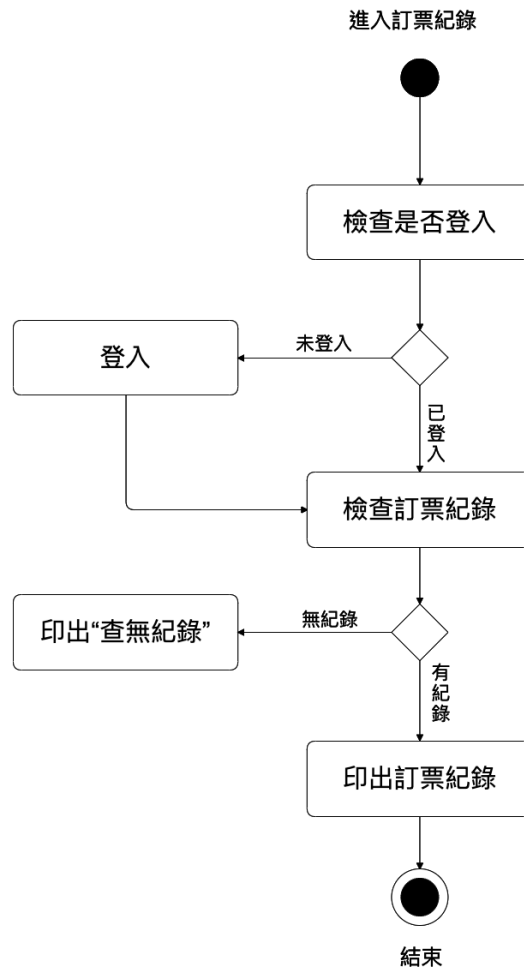 進入訂票紀錄
檢查是否登入
未登入
登入
已登入
檢查訂票紀錄
無紀錄
印出“查無紀錄”
有紀錄
印出訂票紀錄
結束